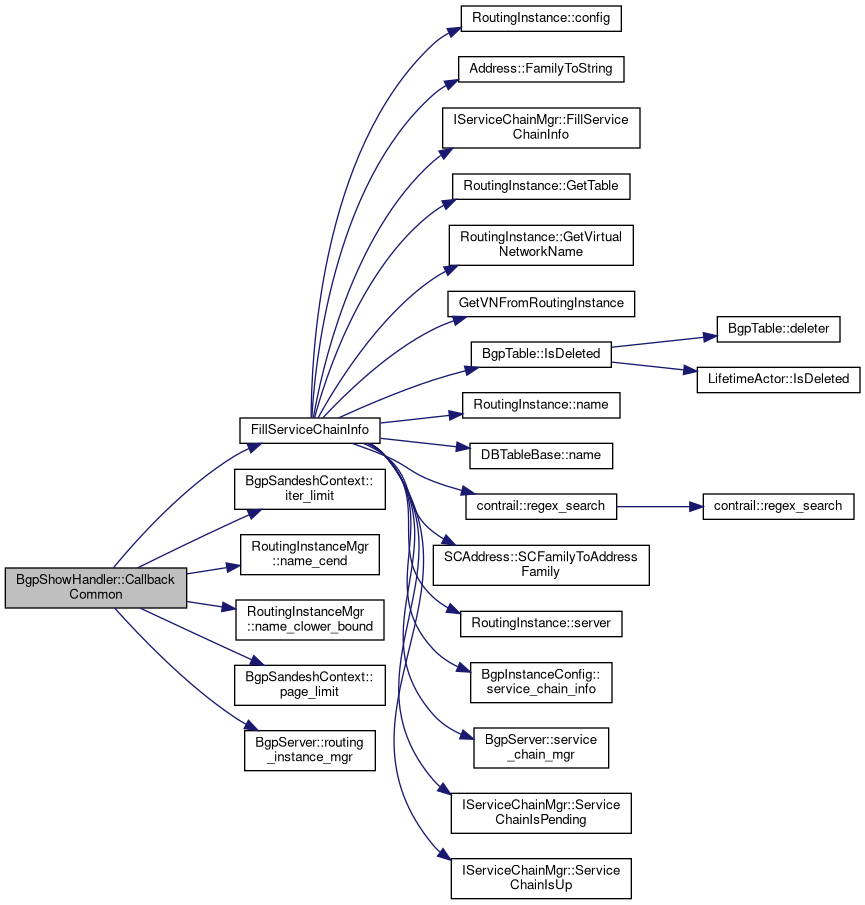 BgpShowHandler::Callback
Common
FillServiceChainInfo
BgpSandeshContext::
iter_limit
RoutingInstanceMgr
::name_cend
RoutingInstanceMgr
::name_clower_bound
BgpSandeshContext::
page_limit
BgpServer::routing
_instance_mgr
RoutingInstance::config
Address::FamilyToString
IServiceChainMgr::FillService
ChainInfo
RoutingInstance::GetTable
RoutingInstance::GetVirtual
NetworkName
GetVNFromRoutingInstance
BgpTable::IsDeleted
RoutingInstance::name
DBTableBase::name
contrail::regex_search
SCAddress::SCFamilyToAddress
Family
RoutingInstance::server
BgpInstanceConfig::
service_chain_info
BgpServer::service
_chain_mgr
IServiceChainMgr::Service
ChainIsPending
IServiceChainMgr::Service
ChainIsUp
BgpTable::deleter
LifetimeActor::IsDeleted
contrail::regex_search